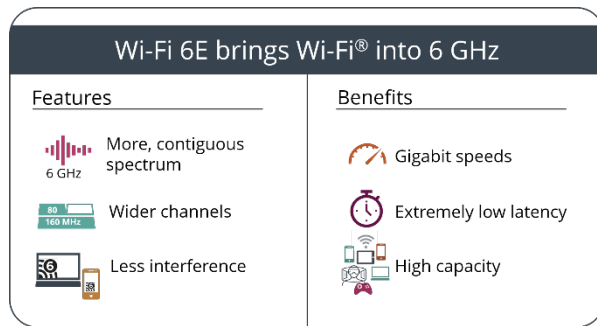 Wi-Fi 6E brings Wi-Fi® into 6 GHz
Features
6 GHz
More, contiguous
spectrum
80
160 MHz
Wider channels
6
Less interference
Benefits
Gigabit speeds
Extremely low latency
High capacity